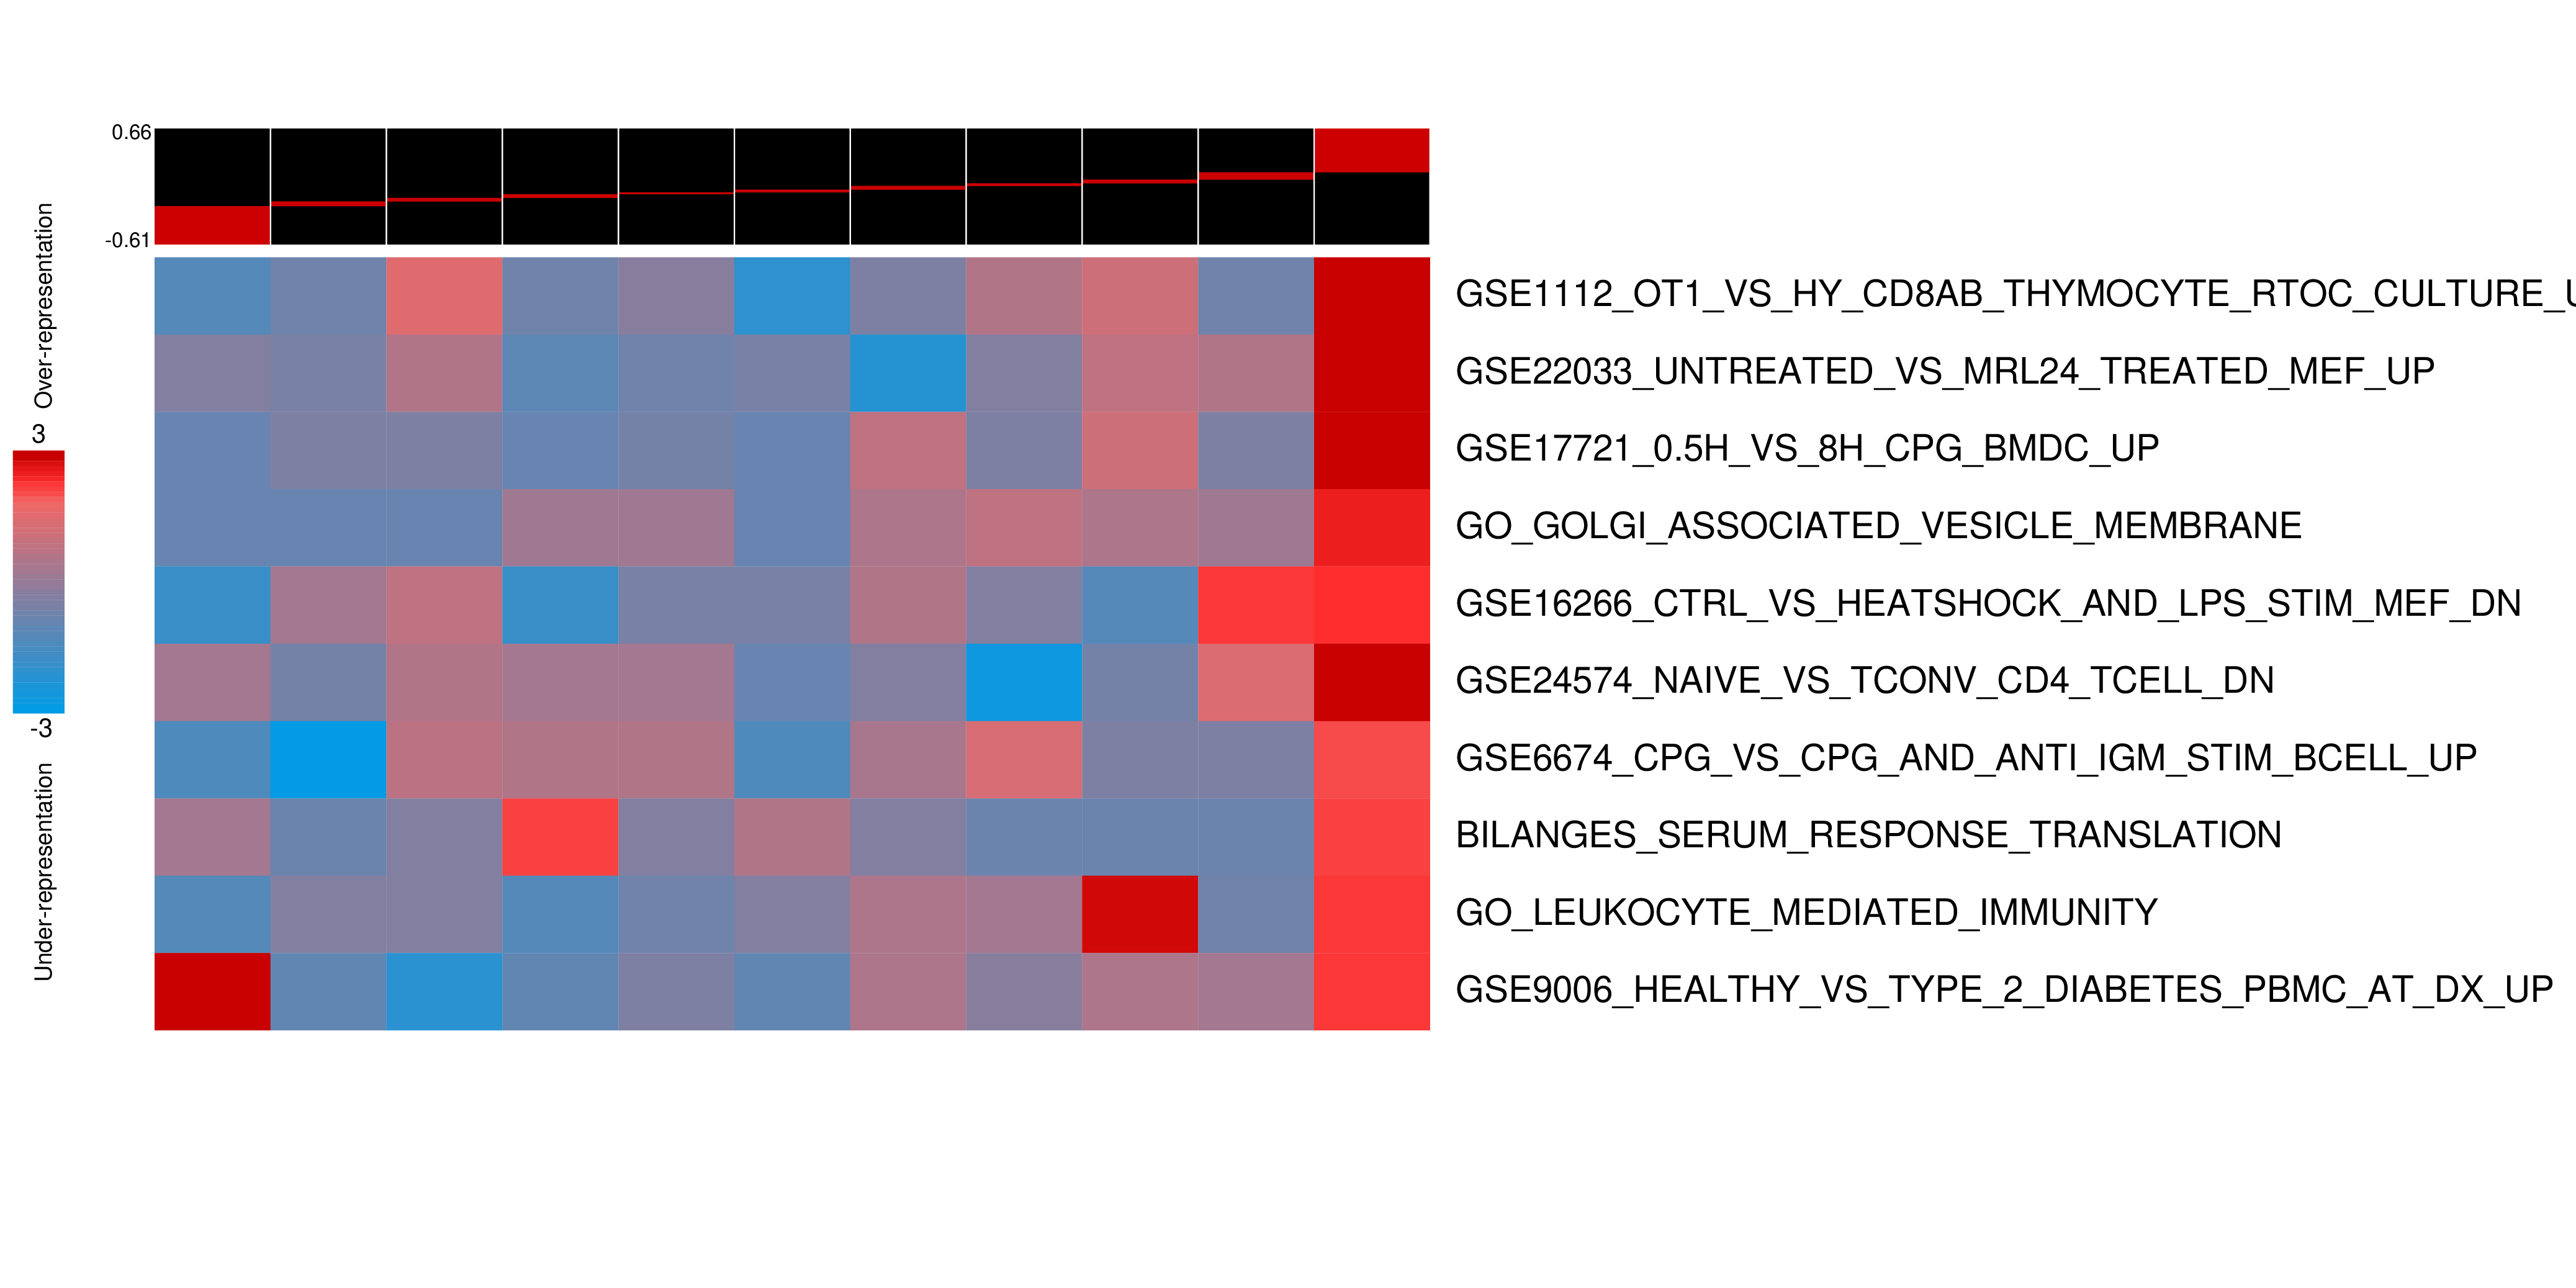 0.66
-0.61
Over-representation
3
-3
Under-representation
GSE1112_OT1_VS_HY_CD8AB_THYMOCYTE_RTOC_CULTURE_
GSE22033_UNTREATED_VS_MRL24_TREATED_MEF_UP
GSE17721_0.5H_VS_8H_CPG_BMDC_UP
GO_GOLGI_ASSOCIATED_VESICLE_MEMBRANE
GSE16266_CTRL_VS_HEATSHOCK_AND_LPS_STIM_MEF_DN
GSE24574_NAIVE_VS_TCONV_CD4_TCELL_DN
GSE6674_CPG_VS_CPG_AND_ANTI_IGM_STIM_BCELL_UP
BILANGES_SERUM_RESPONSE_TRANSLATION
GO_LEUKOCYTE_MEDIATED_IMMUNITY
GSE9006_HEALTHY_VS_TYPE_2_DIABETES_PBMC_AT_DX_UP